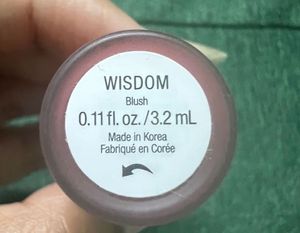 WISDOM
Blush
0.11 fl. oz. / 3.2 mL
Made in Korea
Fabriqué en Corée